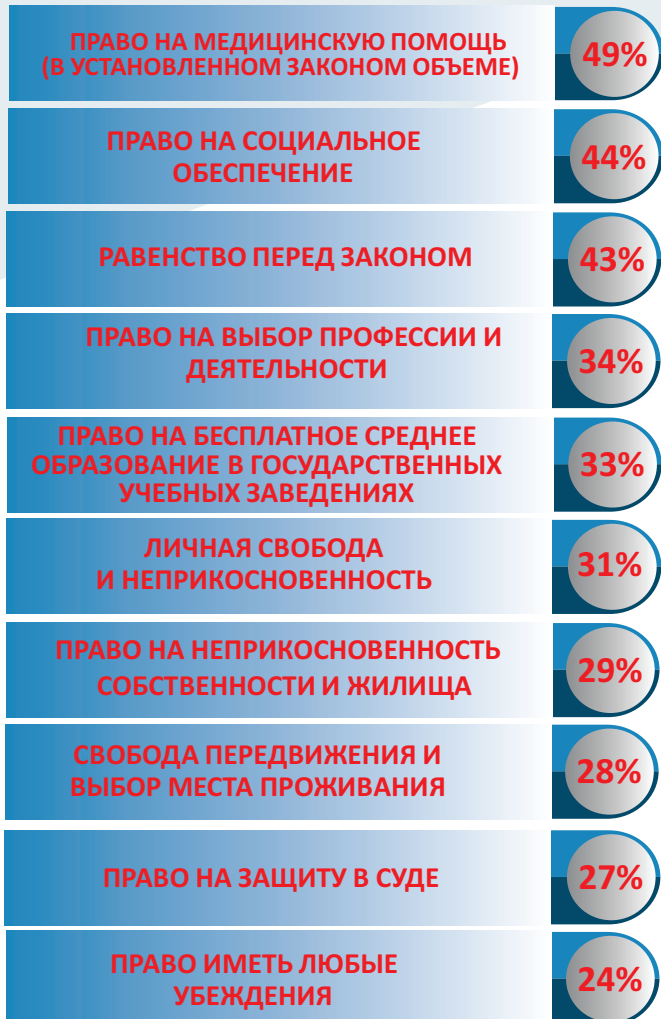 ПРАВО НА МЕДИЦИНСКУЮ ПОМОЩЬ
(В УСТАНОВЛЕННОМ ЗАКОНОМ ОБЪЕМЕ)
49%
ПРАВО НА СОЦИАЛЬНОЕ
ОБЕСПЕЧЕНИЕ
44%
РАВЕНСТВО ПЕРЕД ЗАКОНОМ
43%
ПРАВО НА ВЫБОР ПРОФЕССИИ И
ДЕЯТЕЛЬНОСТИ
34%
ПРАВО НА БЕСПЛАТНОЕ СРЕДНЕЕ
ОБРАЗОВАНИЕ В ГОСУДАРСТВЕННЫХ
УЧЕБНЫХ ЗАВЕДЕНИЯХ
33%
ЛИЧНАЯ СВОБОДА
И НЕПРИКОСНОВЕННОСТЬ
31%
ПРАВО НА НЕПРИКОСНОВЕННОСТЬ
СОБСТВЕННОСТИ И ЖИЛИЩА
29%
СВОБОДА ПЕРЕДВИЖЕНИЯ И
ВЫБОР МЕСТА ПРОЖИВАНИЯ
28%
ПРАВО НА ЗАЩИТУ В СУДЕ
27%
ПРАВО ИМЕТЬ ЛЮБЫЕ
УБЕЖДЕНИЯ
24%